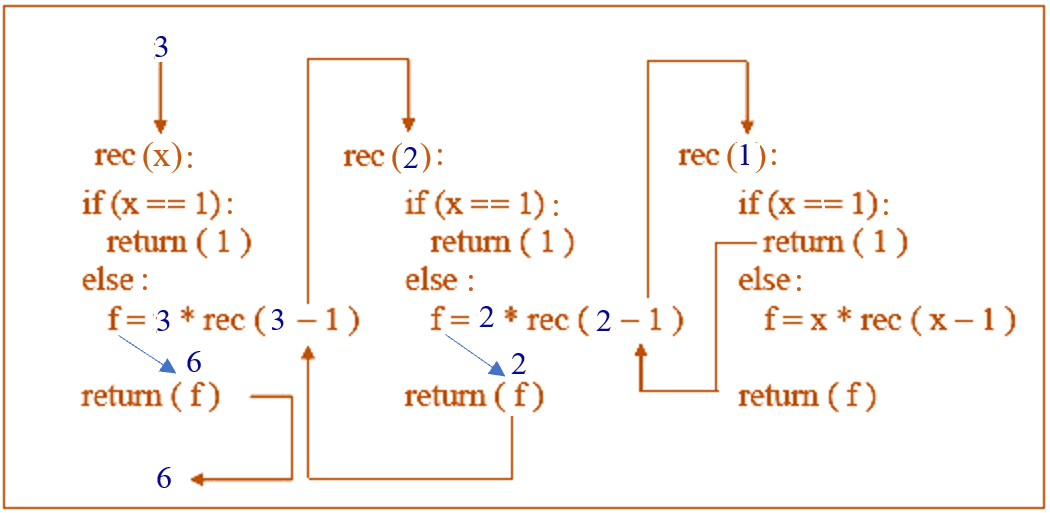 3
rec (x) :
if (x == 1) :
return ( 1 )
else :
f = 3 * rec ( 3 – 1 )
6
return ( f )
6
rec (2) :
if (x == 1) :
return ( 1 )
else :
f = 2 * rec ( 2 – 1 )
2
return ( f )
rec (1) :
if (x == 1) :
return ( 1 )
else :
f = x * rec ( x – 1 )
return ( f )